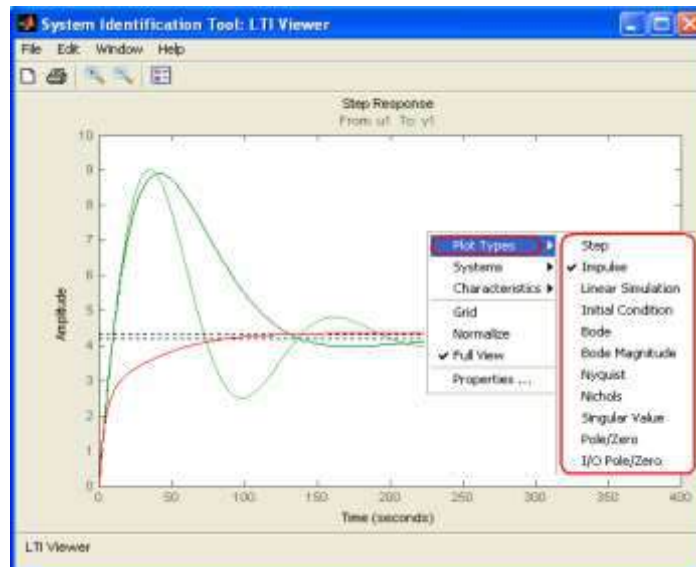 System Identification Tool: LTI Viewer
File Edit Window Help
Step Response
From: u1 To: y1
10
9
8
7
6
5
4
3
2
1
0
Amplitude
0 50 100 150 200 250 300 350 400
Time (seconds)
Plot Types
Systems
Characteristics
Grid
Normalize
Full View
Properties ...
Step
Impulse
Linear Simulation
Initial Condition
Bode
Bode Magnitude
Nyquist
Nichols
Singular Value
Pole/Zero
I/O Pole/Zero
LTI Viewer